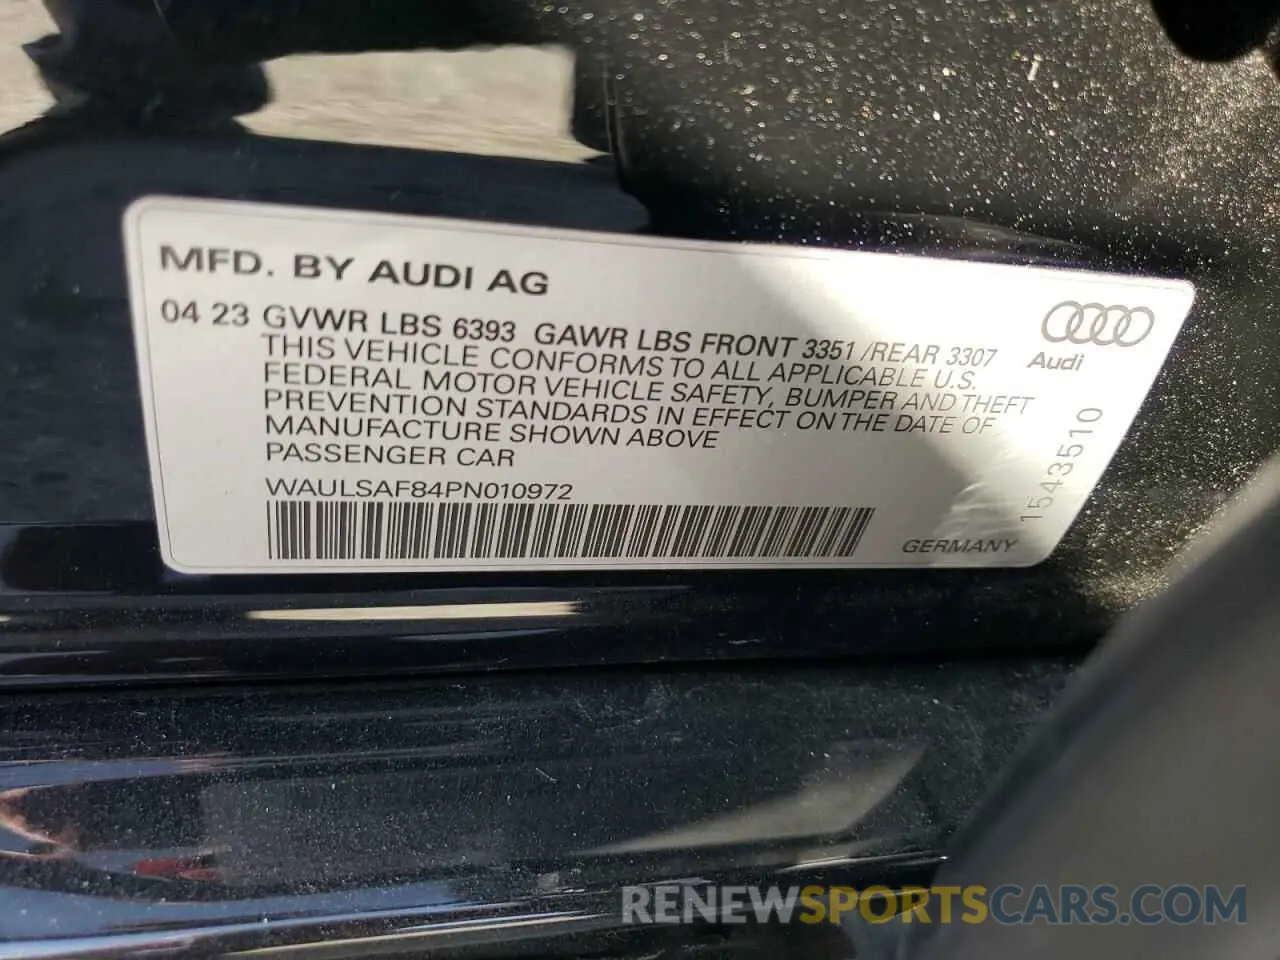 MFD. BY AUDI AG
04 23 GVWR LBS 6393 GAWR LBS FRONT 3351 /REAR 3307
THIS VEHICLE CONFORMS TO ALL APPLICABLE U.S.
FEDERAL MOTOR VEHICLE SAFETY, BUMPER AND THEFT
PREVENTION STANDARDS IN EFFECT ON THE DATE OF
MANUFACTURE SHOWN ABOVE
PASSENGER CAR
WAULSAF84PN010972
Audi
1543510
GERMANY
RENEWSPORTSCARS.COM